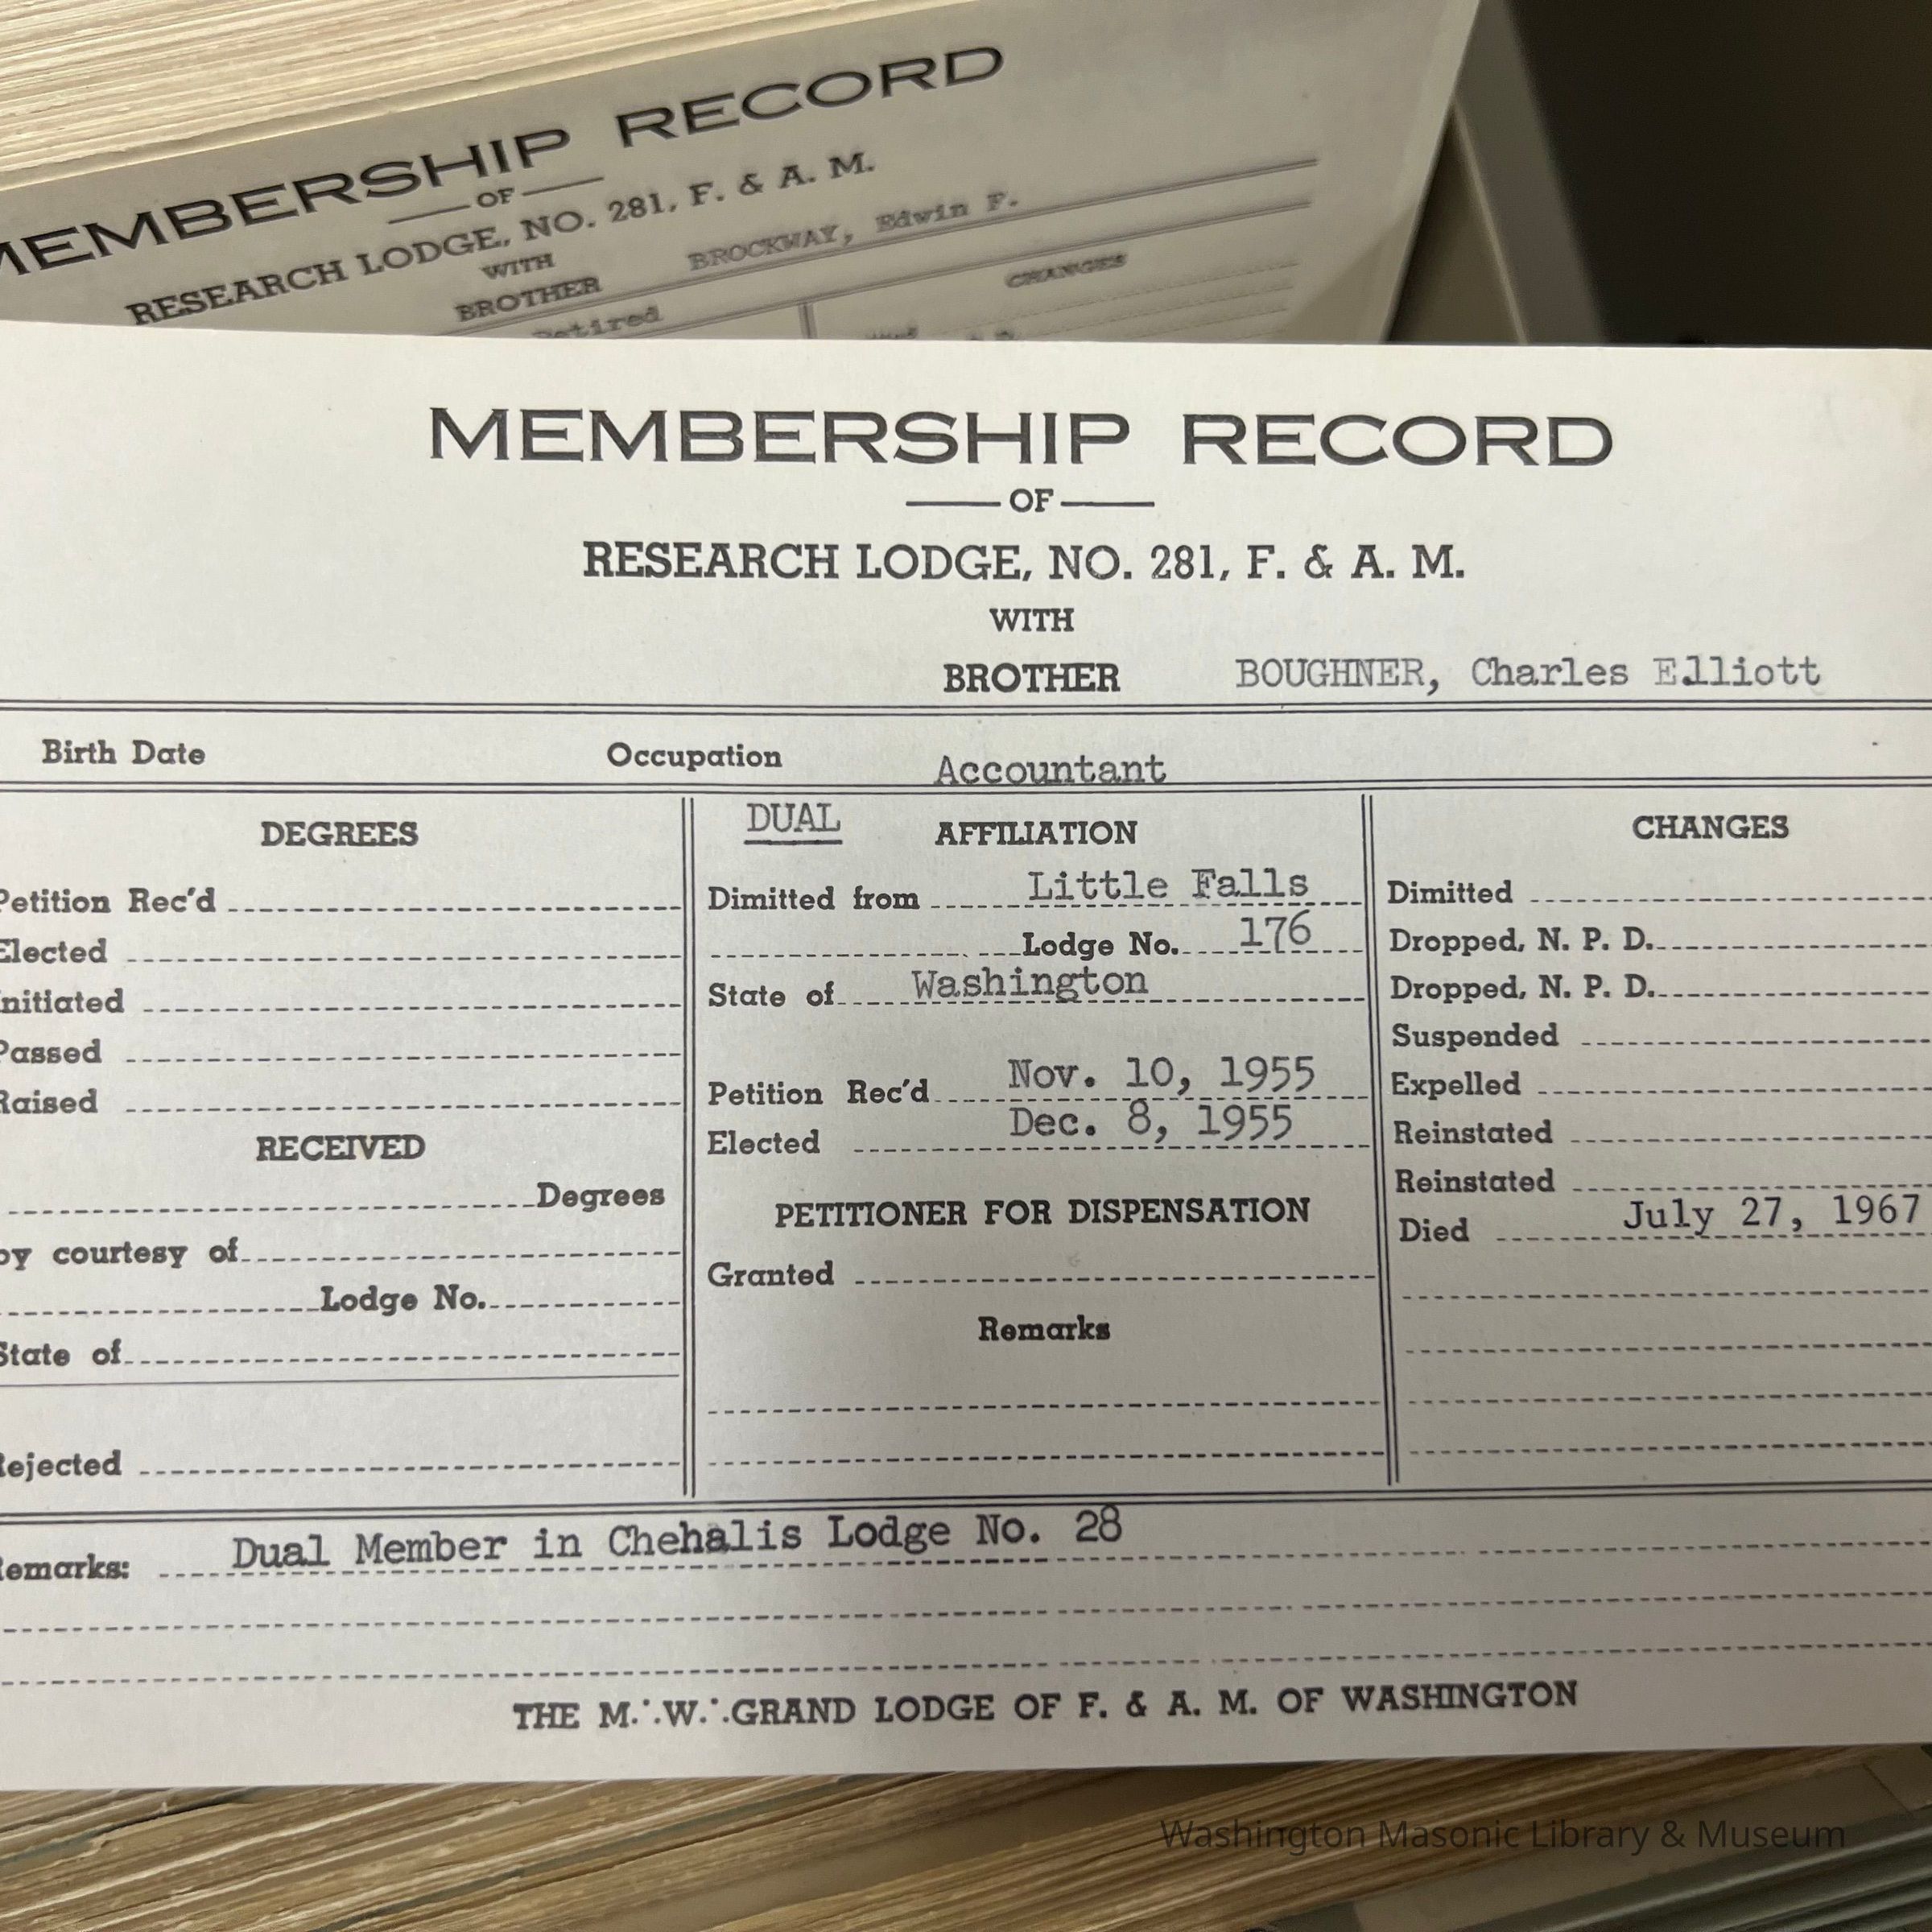 MEMBERSHIP RECORD
OF
RESEARCH LODGE, NO. 281, F. & A. M.
WITH
BROTHER BROCKWAY, Edwin F.
Retired
CHANGES
MEMBERSHIP RECORD
OF
RESEARCH LODGE, NO. 281, F. & A. M.
WITH
BROTHER BOUGHNER, Charles Elliott
Birth Date Occupation Accountant
DEGREES
Petition Rec'd
Elected
Initiated
Passed
Raised
RECEIVED
Degrees
by courtesy of
Lodge No.
State of
Rejected
DUAL AFFILIATION
Dimitted from Little Falls
Lodge No. 176
State of Washington
Petition Rec'd Nov. 10, 1955
Elected Dec. 8, 1955
PETITIONER FOR DISPENSATION
Granted
Remarks
CHANGES
Dimitted
Dropped, N. P. D.
Dropped, N. P. D.
Suspended
Expelled
Reinstated
Reinstated
Died July 27, 1967
Remarks: Dual Member in Chehalis Lodge No. 28
THE M∴W∴GRAND LODGE OF F. & A. M. OF WASHINGTON
Washington Masonic Library & Museum